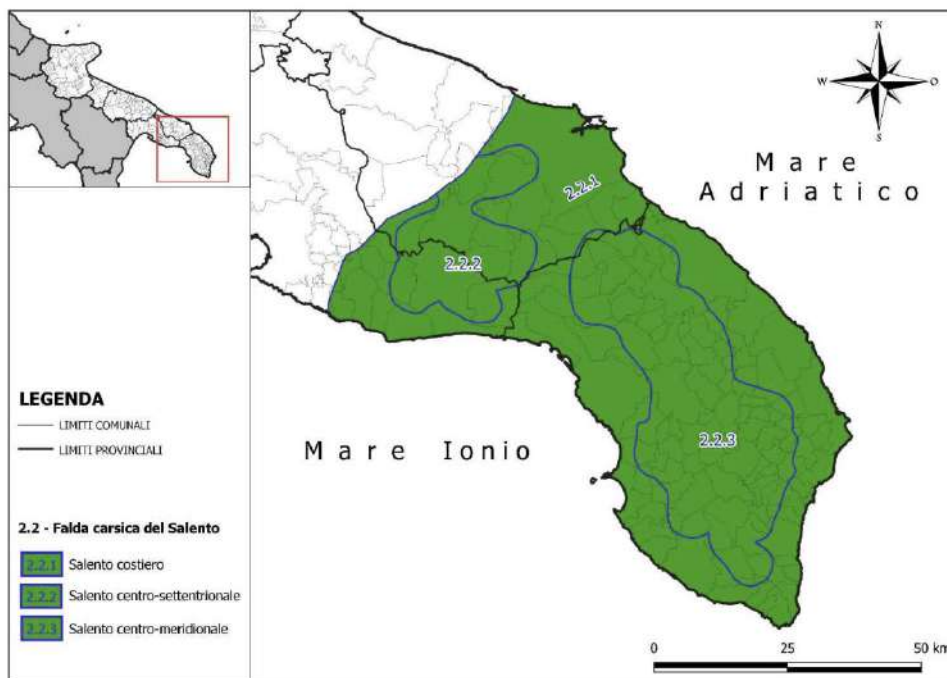 N
W
O
S
Mare
Adriatico
2.2.1
2.2.2
2.2.3
Mare Ionio
LEGENDA
LIMITI COMUNALI
LIMITI PROVINCIALI
2.2 - Falda carsica del Salento
2.2.1 Salento costiero
2.2.2 Salento centro-settentrionale
2.2.3 Salento centro-meridionale
0 25 50 km